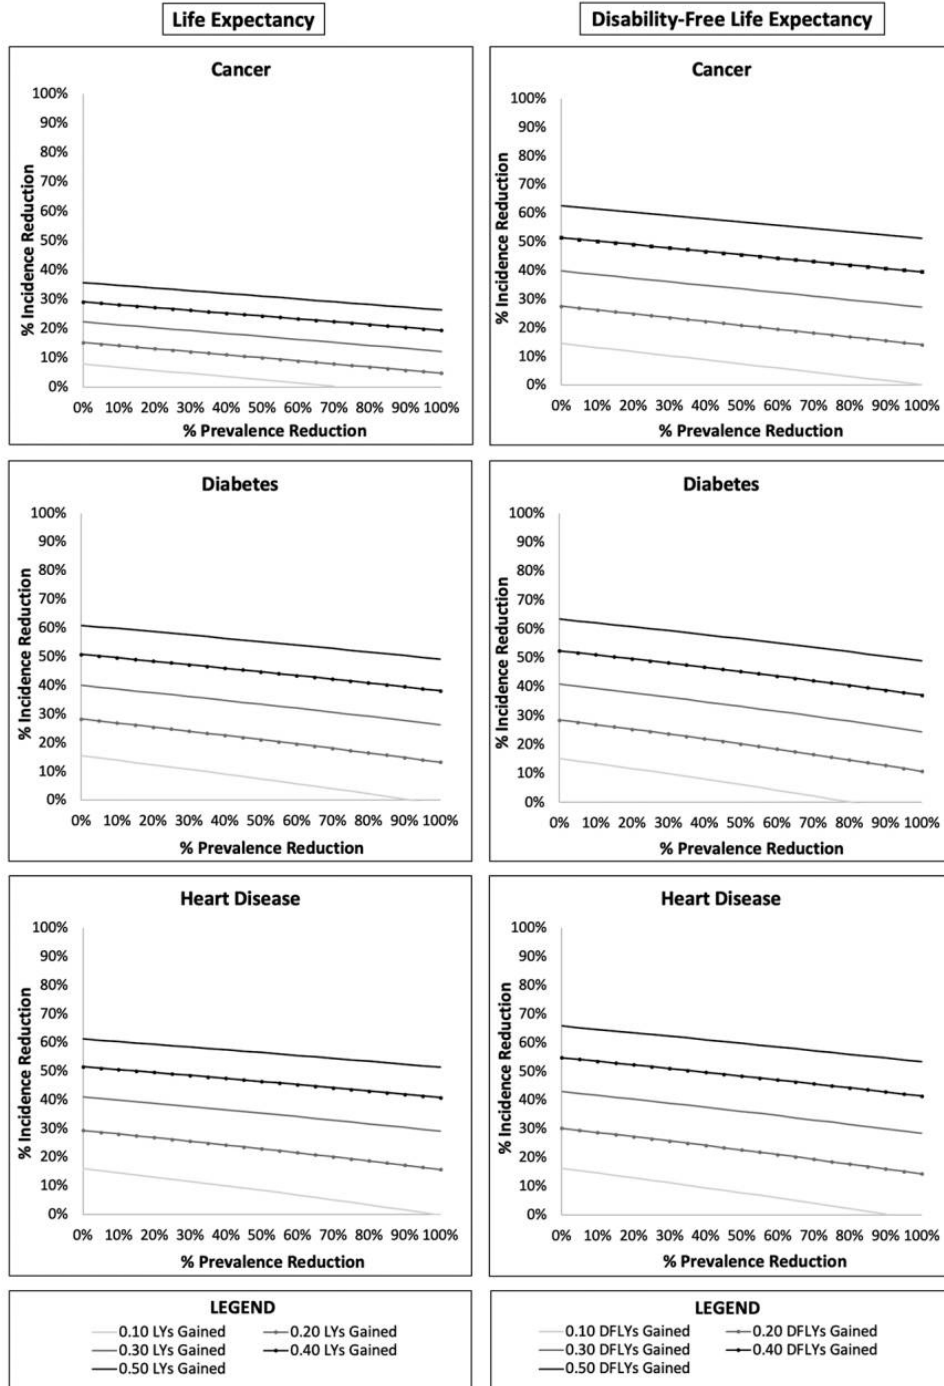 Life Expectancy
Disability-Free Life Expectancy
Cancer
100%
90%
80%
70%
60%
50%
40%
30%
20%
10%
0%
% Incidence Reduction
0% 10% 20% 30% 40% 50% 60% 70% 80% 90% 100%
% Prevalence Reduction
Cancer
100%
90%
80%
70%
60%
50%
40%
30%
20%
10%
0%
% Incidence Reduction
0% 10% 20% 30% 40% 50% 60% 70% 80% 90% 100%
% Prevalence Reduction
Diabetes
100%
90%
80%
70%
60%
50%
40%
30%
20%
10%
0%
% Incidence Reduction
0% 10% 20% 30% 40% 50% 60% 70% 80% 90% 100%
% Prevalence Reduction
Diabetes
100%
90%
80%
70%
60%
50%
40%
30%
20%
10%
0%
% Incidence Reduction
0% 10% 20% 30% 40% 50% 60% 70% 80% 90% 100%
% Prevalence Reduction
Heart Disease
100%
90%
80%
70%
60%
50%
40%
30%
20%
10%
0%
% Incidence Reduction
0% 10% 20% 30% 40% 50% 60% 70% 80% 90% 100%
% Prevalence Reduction
Heart Disease
100%
90%
80%
70%
60%
50%
40%
30%
20%
10%
0%
% Incidence Reduction
0% 10% 20% 30% 40% 50% 60% 70% 80% 90% 100%
% Prevalence Reduction
LEGEND
0.10 LYs Gained 0.20 LYs Gained
0.30 LYs Gained 0.40 LYs Gained
0.50 LYs Gained
LEGEND
0.10 DFLYs Gained 0.20 DFLYs Gained
0.30 DFLYs Gained 0.40 DFLYs Gained
0.50 DFLYs Gained